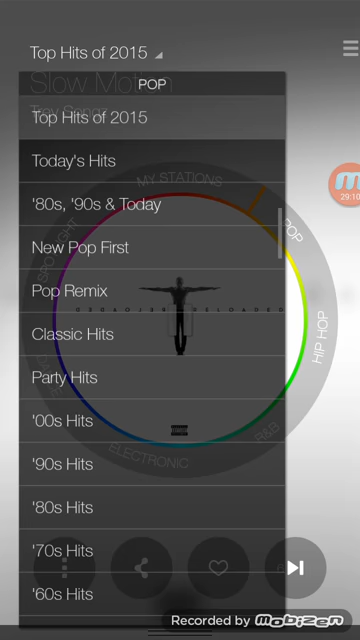 Top Hits of 2015
Slow Motion
Trey Songz
POP
Top Hits of 2015
Today's Hits
'80s, '90s & Today
New Pop First
Pop Remix
Classic Hits
Party Hits
'00s Hits
'90s Hits
'80s Hits
'70s Hits
'60s Hits
MY STATIONS
POP
HIP HOP
R&B
ELECTRONIC
29:10
Recorded by Mobizen